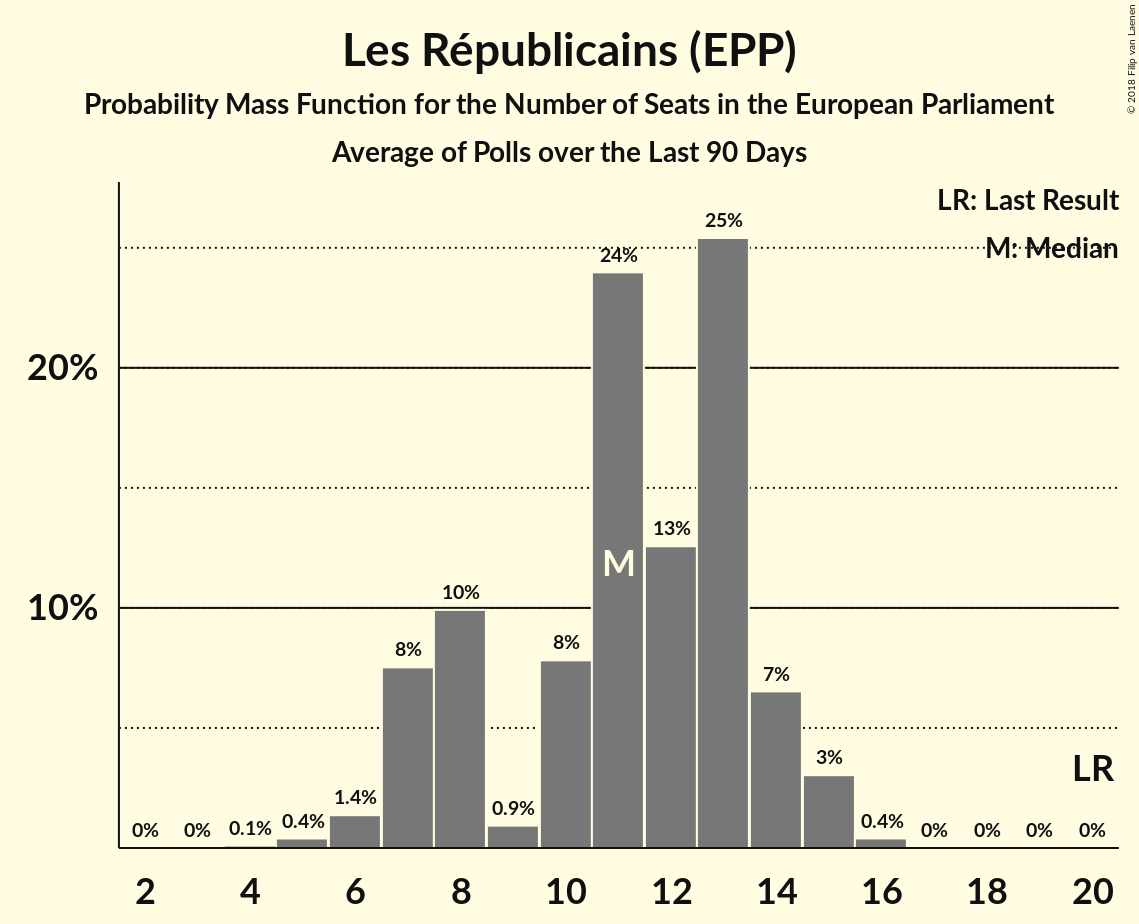 Les Républicains (EPP)
Probability Mass Function for the Number of Seats in the European Parliament
Average of Polls over the Last 90 Days
© 2018 Filip van Laenen
LR: Last Result
M: Median
20%
10%
0% 0% 0.1% 0.4% 1.4% 8% 10% 0.9% 8% 24% 13% 25% 7% 3% 0.4% 0% 0% 0% 0%
M
LR
2 4 6 8 10 12 14 16 18 20